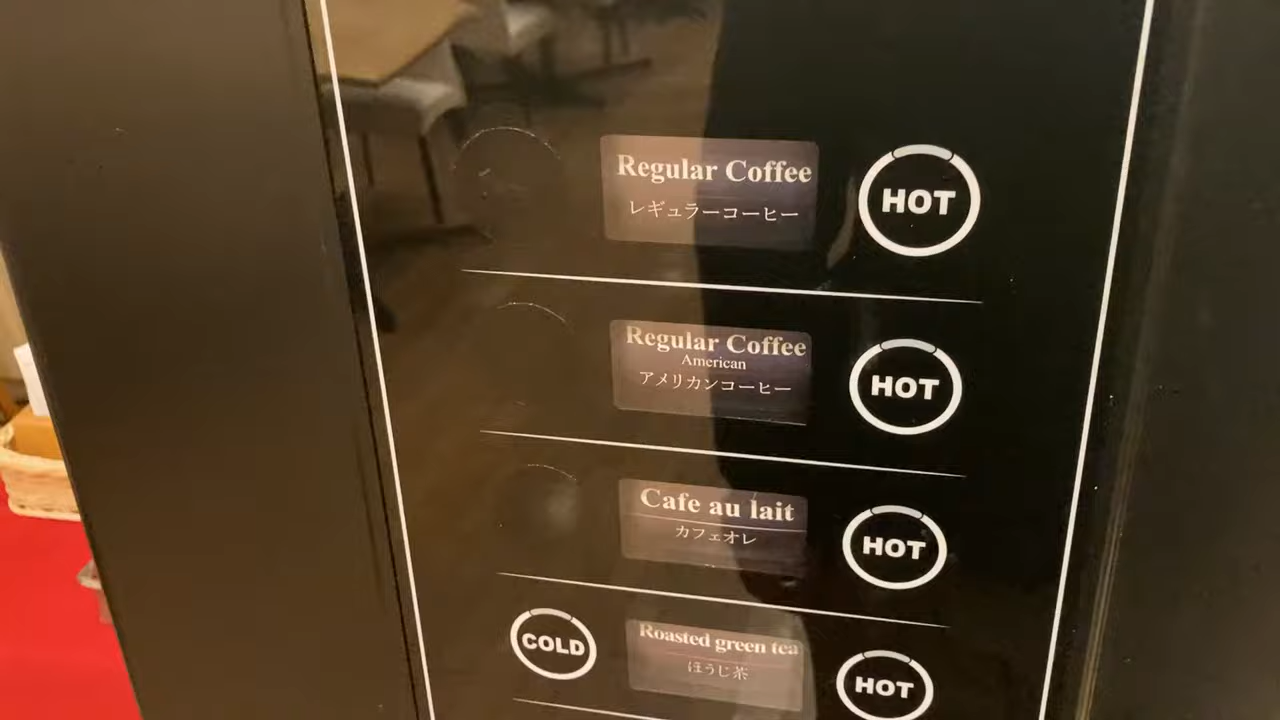 Regular Coffee
レギュラーコーヒー
HOT
Regular Coffee
American
アメリカンコーヒー
HOT
Cafe au lait
カフェオレ
HOT
COLD
Roasted green tea
ほうじ茶
HOT